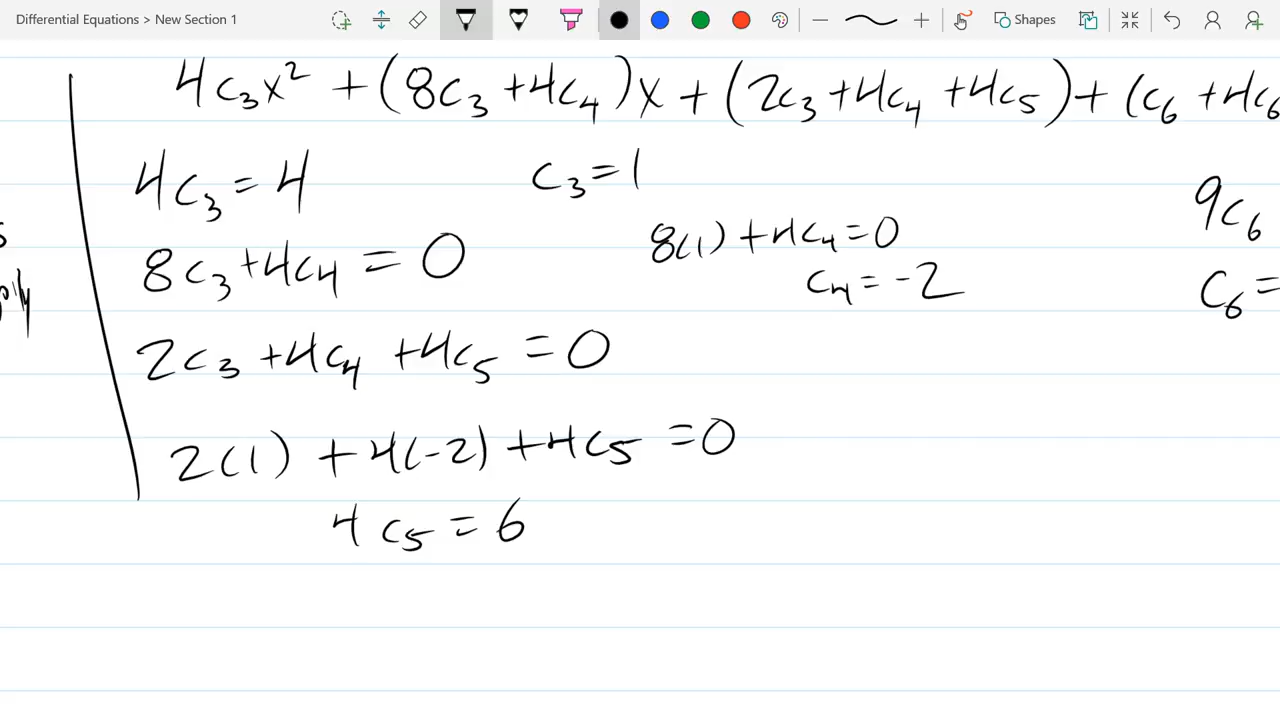 Differential Equations > New Section 1
Shapes
4c₃x² + (8c₃ + 4c₄)x + (2c₃ + 4c₄ + 4c₅) + (c₆ + 4c₆
4c₃ = 4
c₃ = 1
9c₆
8c₃ + 4c₄ = 0
8(1) + 4c₄ = 0
c₄ = -2
c₆ =
2c₃ + 4c₄ + 4c₅ = 0
2(1) + 4(-2) + 4c₅ = 0
4c₅ = 6